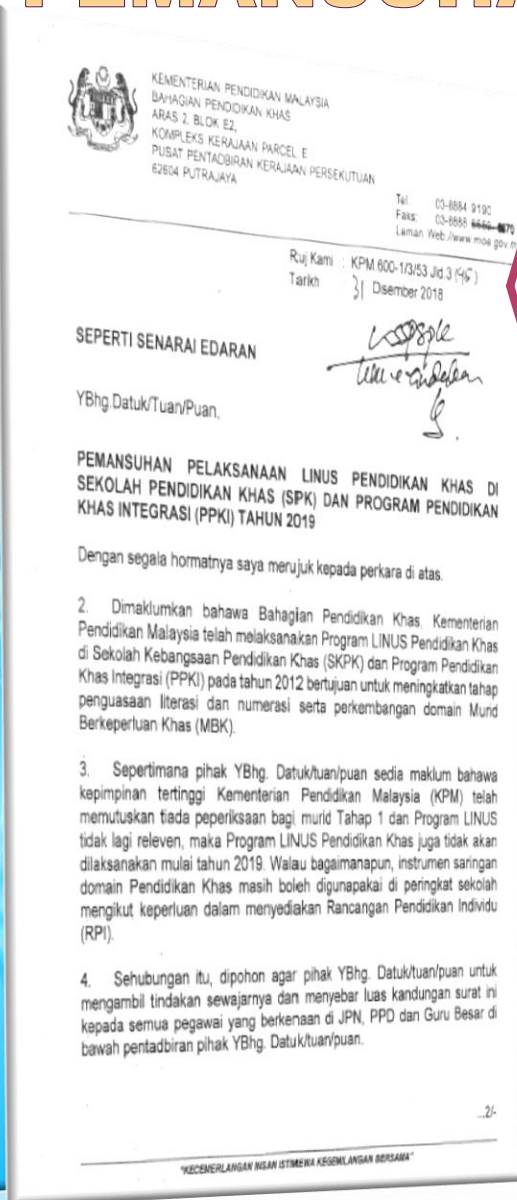 KEMENTERIAN PENDIDIKAN MALAYSIA
BAHAGIAN PENDIDIKAN KHAS
ARAS 2, BLOK E2,
KOMPLEKS KERAJAAN PARCEL E
PUSAT PENTADBIRAN KERAJAAN PERSEKUTUAN
62604 PUTRAJAYA
Tel 03-8884 9190
Faks: 03-8888
Laman Web://www moe gov.m
Ruj Kami : KPM.600-1/3/53 Jld.3 (45)
Tarikh : 31 Disember 2018
SEPERTI SENARAI EDARAN
YBhg.Datuk/Tuan/Puan,
PEMANSUHAN PELAKSANAAN LINUS PENDIDIKAN KHAS DI
SEKOLAH PENDIDIKAN KHAS (SPK) DAN PROGRAM PENDIDIKAN
KHAS INTEGRASI (PPKI) TAHUN 2019
Dengan segala hormatnya saya merujuk kepada perkara di atas.
2. Dimaklumkan bahawa Bahagian Pendidikan Khas, Kementerian
Pendidikan Malaysia telah melaksanakan Program LINUS Pendidikan Khas
di Sekolah Kebangsaan Pendidikan Khas (SKPK) dan Program Pendidikan
Khas Integrasi (PPKI) pada tahun 2012 bertujuan untuk meningkatkan tahap
penguasaan literasi dan numerasi serta perkembangan domain Murid
Berkeperluan Khas (MBK).
3. Sepertimana pihak YBhg. Datuk/tuan/puan sedia maklum bahawa
kepimpinan tertinggi Kementerian Pendidikan Malaysia (KPM) telah
memutuskan tiada peperiksaan bagi murid Tahap 1 dan Program LINUS
tidak lagi releven, maka Program LINUS Pendidikan Khas juga tidak akan
dilaksanakan mulai tahun 2019. Walau bagaimanapun, instrumen saringan
domain Pendidikan Khas masih boleh digunapakai di peringkat sekolah
mengikut keperluan dalam menyediakan Rancangan Pendidikan Individu
(RPI).
4. Sehubungan itu, dipohon agar pihak YBhg. Datuk/tuan/puan untuk
mengambil tindakan sewajarnya dan menyebar luas kandungan surat ini
kepada semua pegawai yang berkenaan di JPN, PPD dan Guru Besar di
bawah pentadbiran pihak YBhg. Datuk/tuan/puan.
...2/-
"KECEMERLANGAN INSAN ISTIMEWA KEGEMILANGAN BERSAMA"